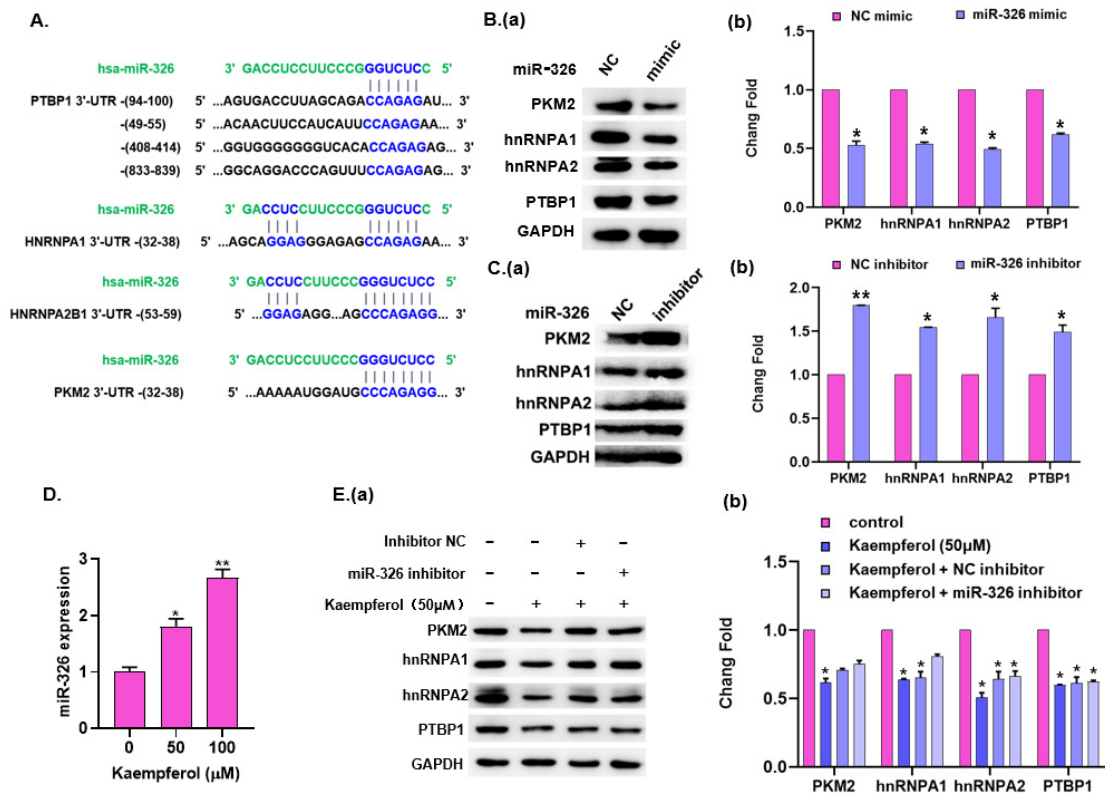 A.
hsa-miR-326 3' GACCUCCUUCCCGGGUCUCC 5'
PTBP1 3'-UTR -(94-100) 5' ...AGUGACCUUAGCAGACCAGAGAU... 3'
-(49-55) 5' ...ACAACUUCCAUCAUUCCAGAGAA... 3'
-(408-414) 5' ...GGUGGGGGGGUCACACCAGAGAG... 3'
-(833-839) 5' ...GGCAGGACCCAGUUUCCAGAGAG... 3'
hsa-miR-326 3' GACCUCCUUCCCGGGUCUCC 5'
HNRNPA1 3'-UTR -(32-38) 5' ...AGCAGGAGGGAGAGCCAGAGAA... 3'
hsa-miR-326 3' GACCUCCUUCCCGGGUCUCC 5'
HNRNPA2B1 3'-UTR -(53-59) 5' ...GGAGAGG...AGCCCAGAGG... 3'
hsa-miR-326 3' GACCUCCUUCCCGGGUCUCC 5'
PKM2 3'-UTR -(32-38) 5' ...AAAAAUGGAUGCCCAGAGG... 3'
B.(a)
miR-326 NC mimic
PKM2
hnRNPA1
hnRNPA2
PTBP1
GAPDH
(b)
NC mimic miR-326 mimic
Chang Fold
1.5
1.0
0.5
0.0
* * * *
PKM2 hnRNPA1 hnRNPA2 PTBP1
C.(a)
miR-326 NC inhibitor
PKM2
hnRNPA1
hnRNPA2
PTBP1
GAPDH
(b)
NC inhibitor miR-326 inhibitor
Chang Fold
2.0
1.5
1.0
0.5
0.0
** * * *
PKM2 hnRNPA1 hnRNPA2 PTBP1
D.
miR-326 expression
3
2
1
0
* **
0 50 100
Kaempferol (μM)
E.(a)
Inhibitor NC – – + –
miR-326 inhibitor – – – +
Kaempferol (50μM) – + + +
PKM2
hnRNPA1
hnRNPA2
PTBP1
GAPDH
(b)
control
Kaempferol (50μM)
Kaempferol + NC inhibitor
Kaempferol + miR-326 inhibitor
Chang Fold
1.0
0.5
0.0
* * * * * * * * *
PKM2 hnRNPA1 hnRNPA2 PTBP1